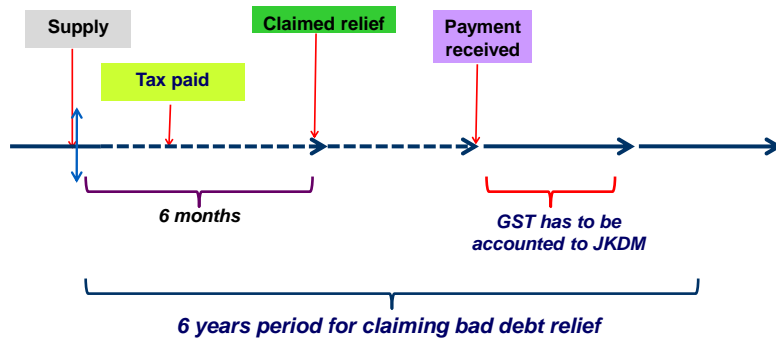 Supply
Tax paid
Claimed relief
Payment
received
6 months
GST has to be
accounted to JKDM
6 years period for claiming bad debt relief